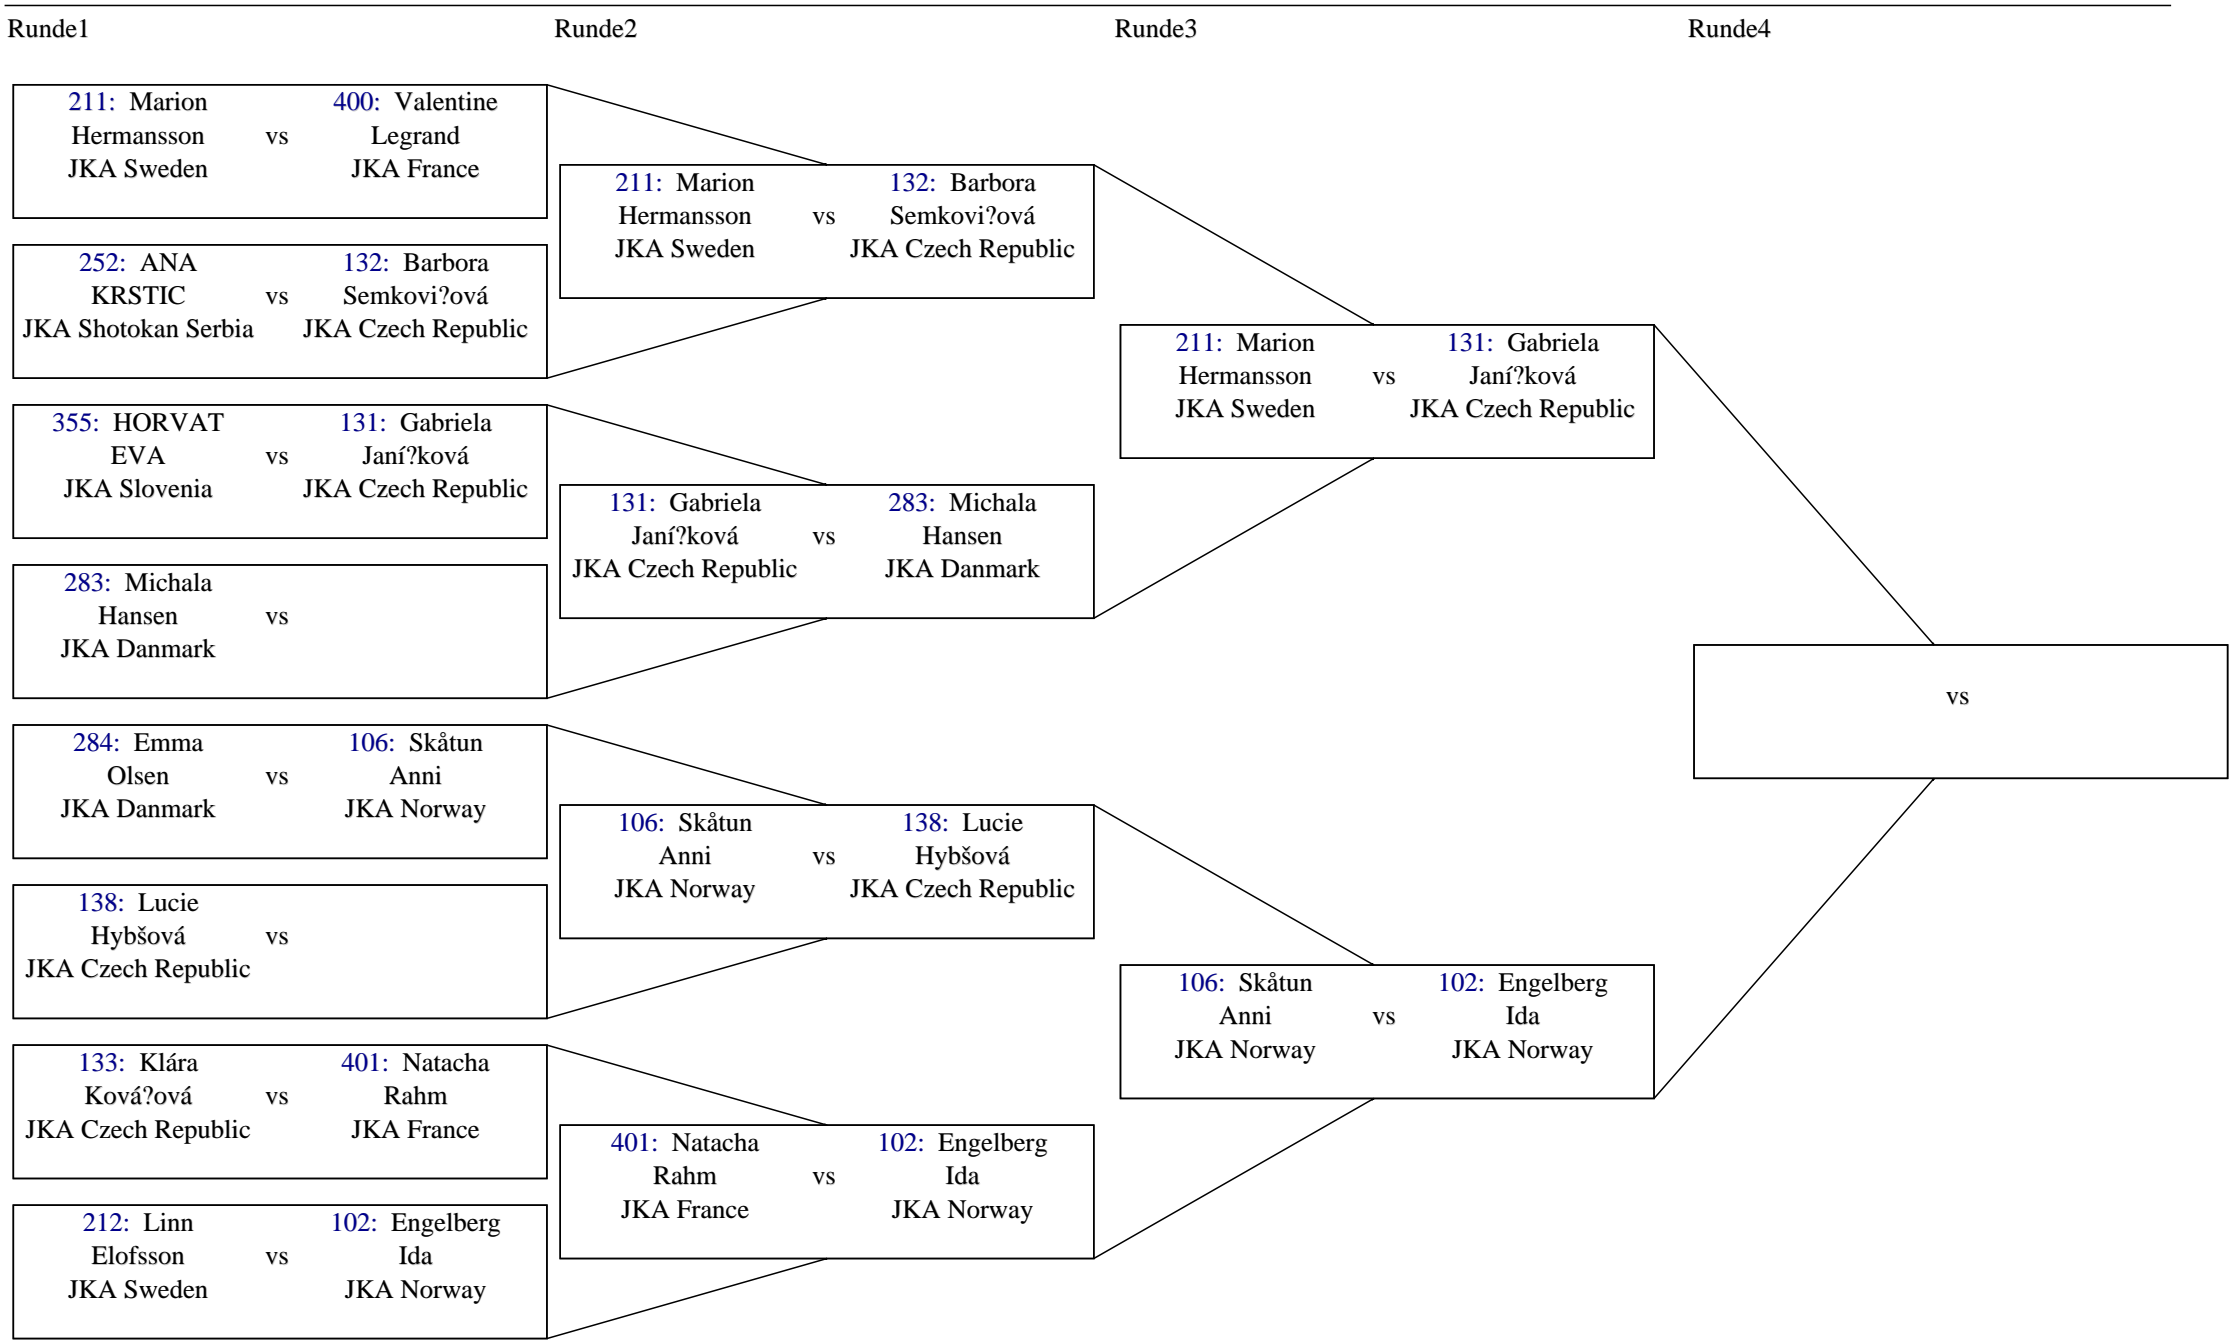 Runde1
Runde2
Runde3
Runde4
211: Marion
Hermansson
JKA Sweden
vs
400: Valentine
Legrand
JKA France
252: ANA
KRSTIC
JKA Shotokan Serbia
vs
132: Barbora
Semkovi?ová
JKA Czech Republic
355: HORVAT
EVA
JKA Slovenia
vs
131: Gabriela
Janí?ková
JKA Czech Republic
283: Michala
Hansen
JKA Danmark
vs
284: Emma
Olsen
JKA Danmark
vs
106: Skåtun
Anni
JKA Norway
138: Lucie
Hybšová
JKA Czech Republic
vs
133: Klára
Ková?ová
JKA Czech Republic
vs
401: Natacha
Rahm
JKA France
212: Linn
Elofsson
JKA Sweden
vs
102: Engelberg
Ida
JKA Norway
211: Marion
Hermansson
JKA Sweden
vs
132: Barbora
Semkovi?ová
JKA Czech Republic
131: Gabriela
Janí?ková
JKA Czech Republic
vs
283: Michala
Hansen
JKA Danmark
106: Skåtun
Anni
JKA Norway
vs
138: Lucie
Hybšová
JKA Czech Republic
401: Natacha
Rahm
JKA France
vs
102: Engelberg
Ida
JKA Norway
211: Marion
Hermansson
JKA Sweden
vs
131: Gabriela
Janí?ková
JKA Czech Republic
106: Skåtun
Anni
JKA Norway
vs
102: Engelberg
Ida
JKA Norway
vs